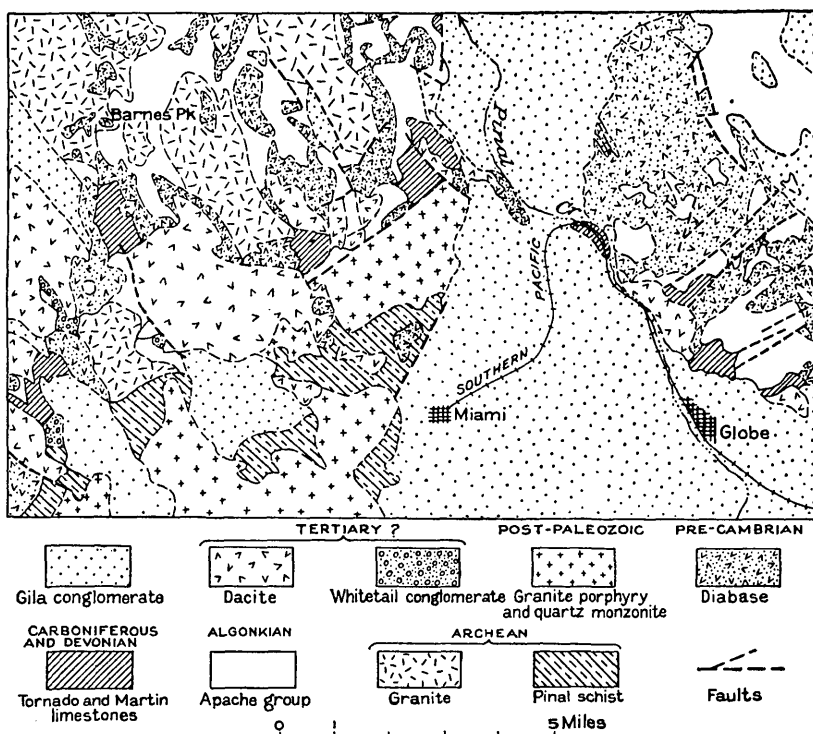 Barnes Pk.
Pinal
Cr
PACIFIC
SOUTHERN
Miami
Globe
TERTIARY ? POST-PALEOZOIC PRE-CAMBRIAN
Gila conglomerate Dacite Whitetail conglomerate Granite porphyry and quartz monzonite Diabase
CARBONIFEROUS AND DEVONIAN ALGONKIAN ARCHEAN
Tornado and Martin limestones Apache group Granite Pinal schist Faults
0 1 5 Miles